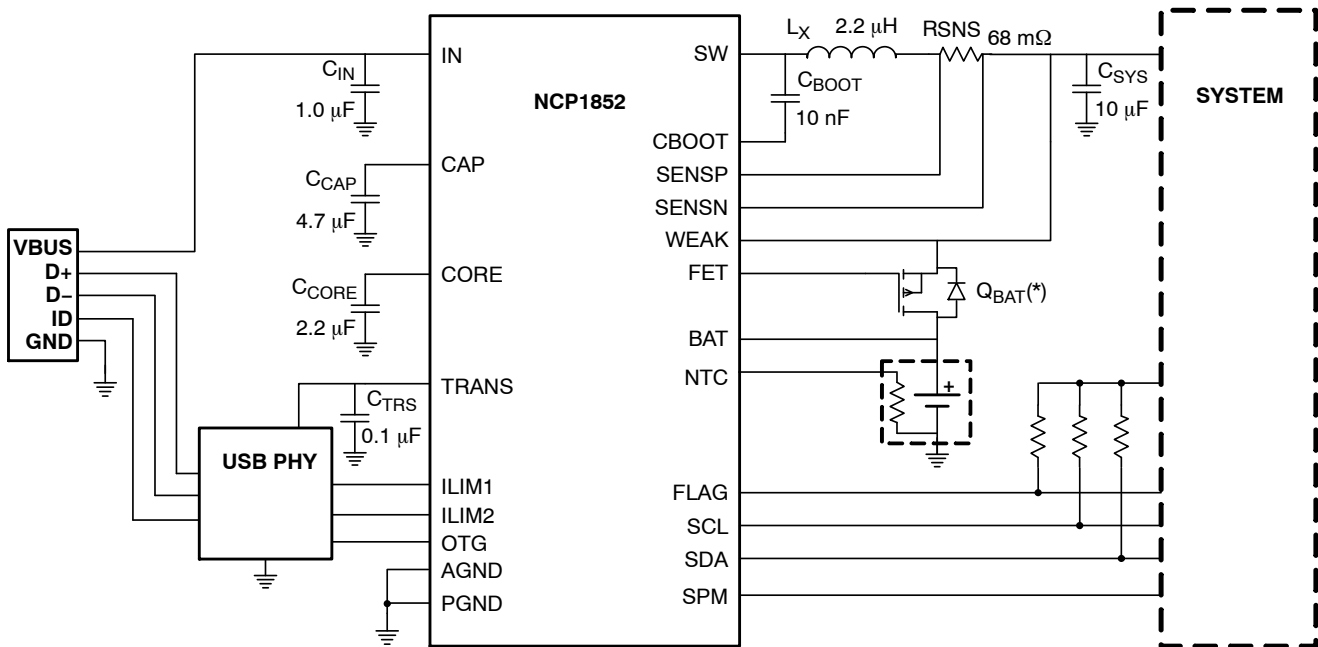 NCP1852
IN
CAP
CORE
TRANS
ILIM1
ILIM2
OTG
AGND
PGND
SW
CBOOT
SENSP
SENSN
WEAK
FET
BAT
NTC
FLAG
SCL
SDA
SPM
C_IN
1.0 μF
C_CAP
4.7 μF
C_CORE
2.2 μF
C_TRS
0.1 μF
VBUS
D+
D−
ID
GND
USB PHY
L_X 2.2 μH
RSNS 68 mΩ
C_BOOT
10 nF
C_SYS
10 μF
Q_BAT(*)
+
SYSTEM